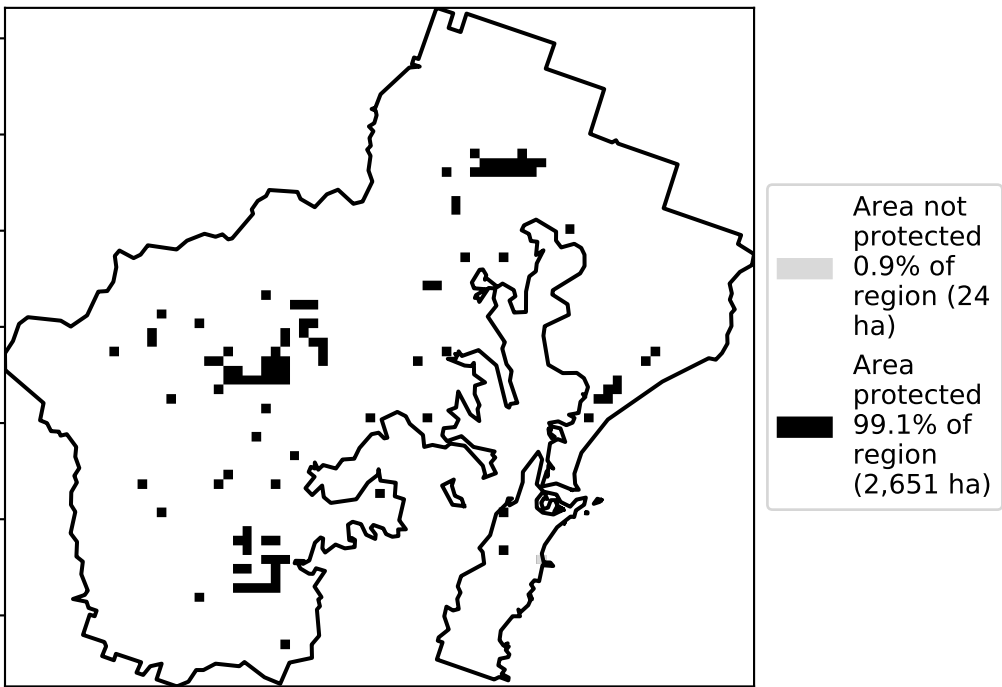 Area not
protected
0.9% of
region (24
ha)
Area
protected
99.1% of
region
(2,651 ha)